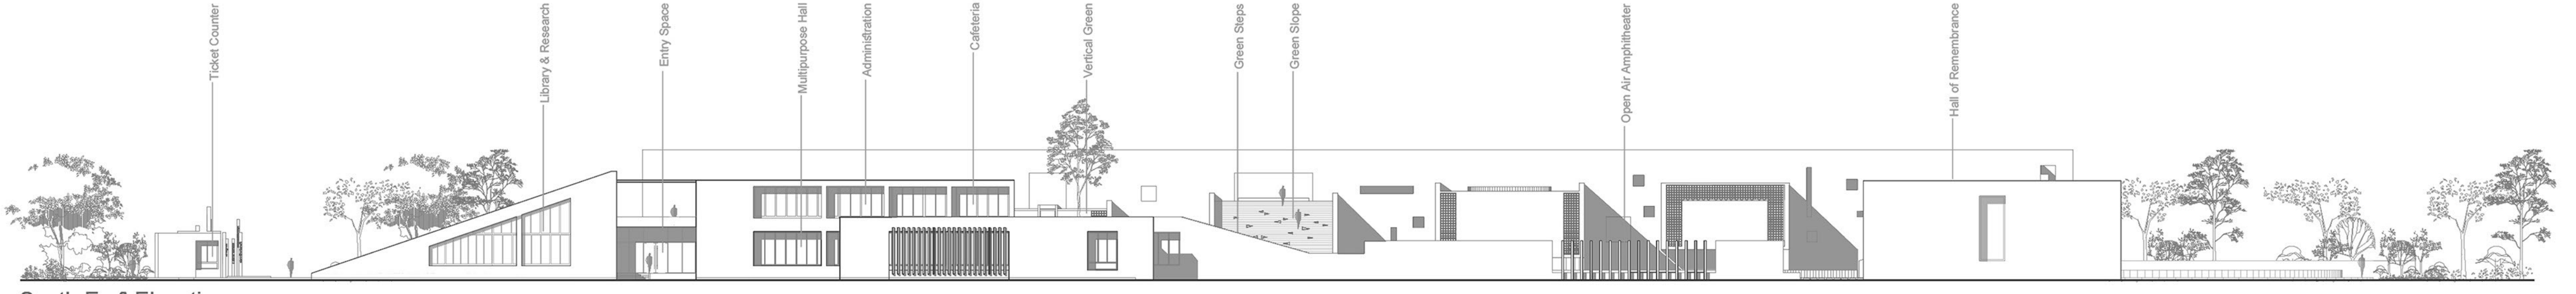 Ticket Counter
Library & Research
Entry Space
Multipurpose Hall
Administration
Cafeteria
Vertical Green
Green Steps
Green Slope
Open Air Amphitheater
Hall of Remembrance